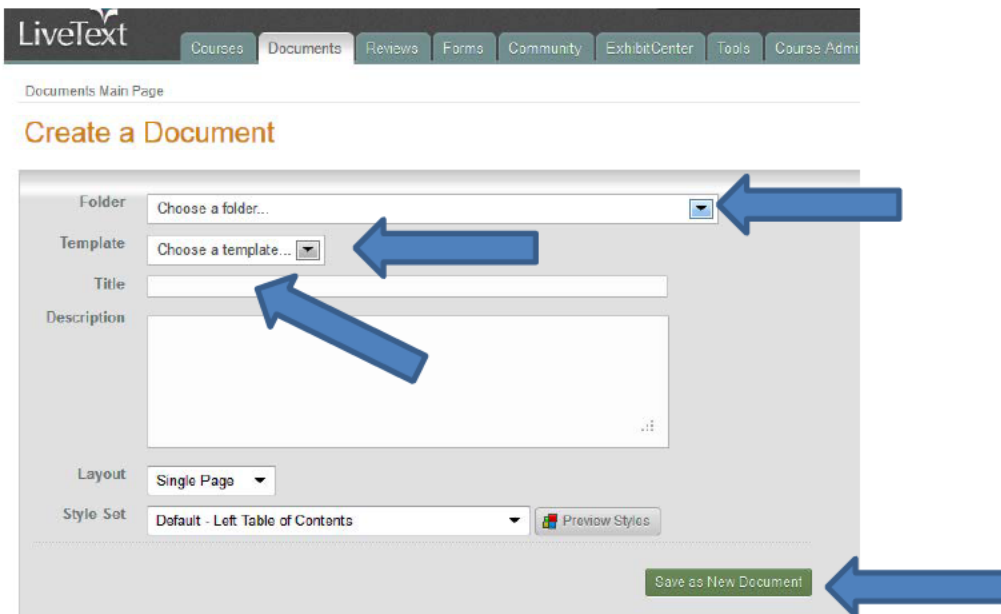 LiveText
Courses Documents Reviews Forms Community ExhibitCenter Tools Course Admi
Documents Main Page
Create a Document
Folder Choose a folder...
Template Choose a template...
Title
Description
Layout Single Page
Style Set Default - Left Table of Contents Preview Styles
Save as New Document